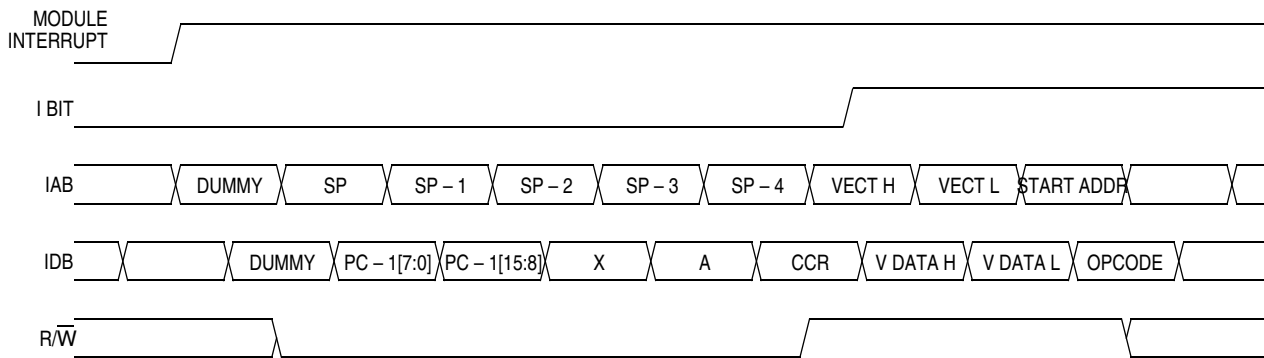 MODULE
INTERRUPT
I BIT
IAB DUMMY SP SP – 1 SP – 2 SP – 3 SP – 4 VECT H VECT L START ADDR
IDB DUMMY PC – 1[7:0] PC – 1[15:8] X A CCR V DATA H V DATA L OPCODE
R/W̅